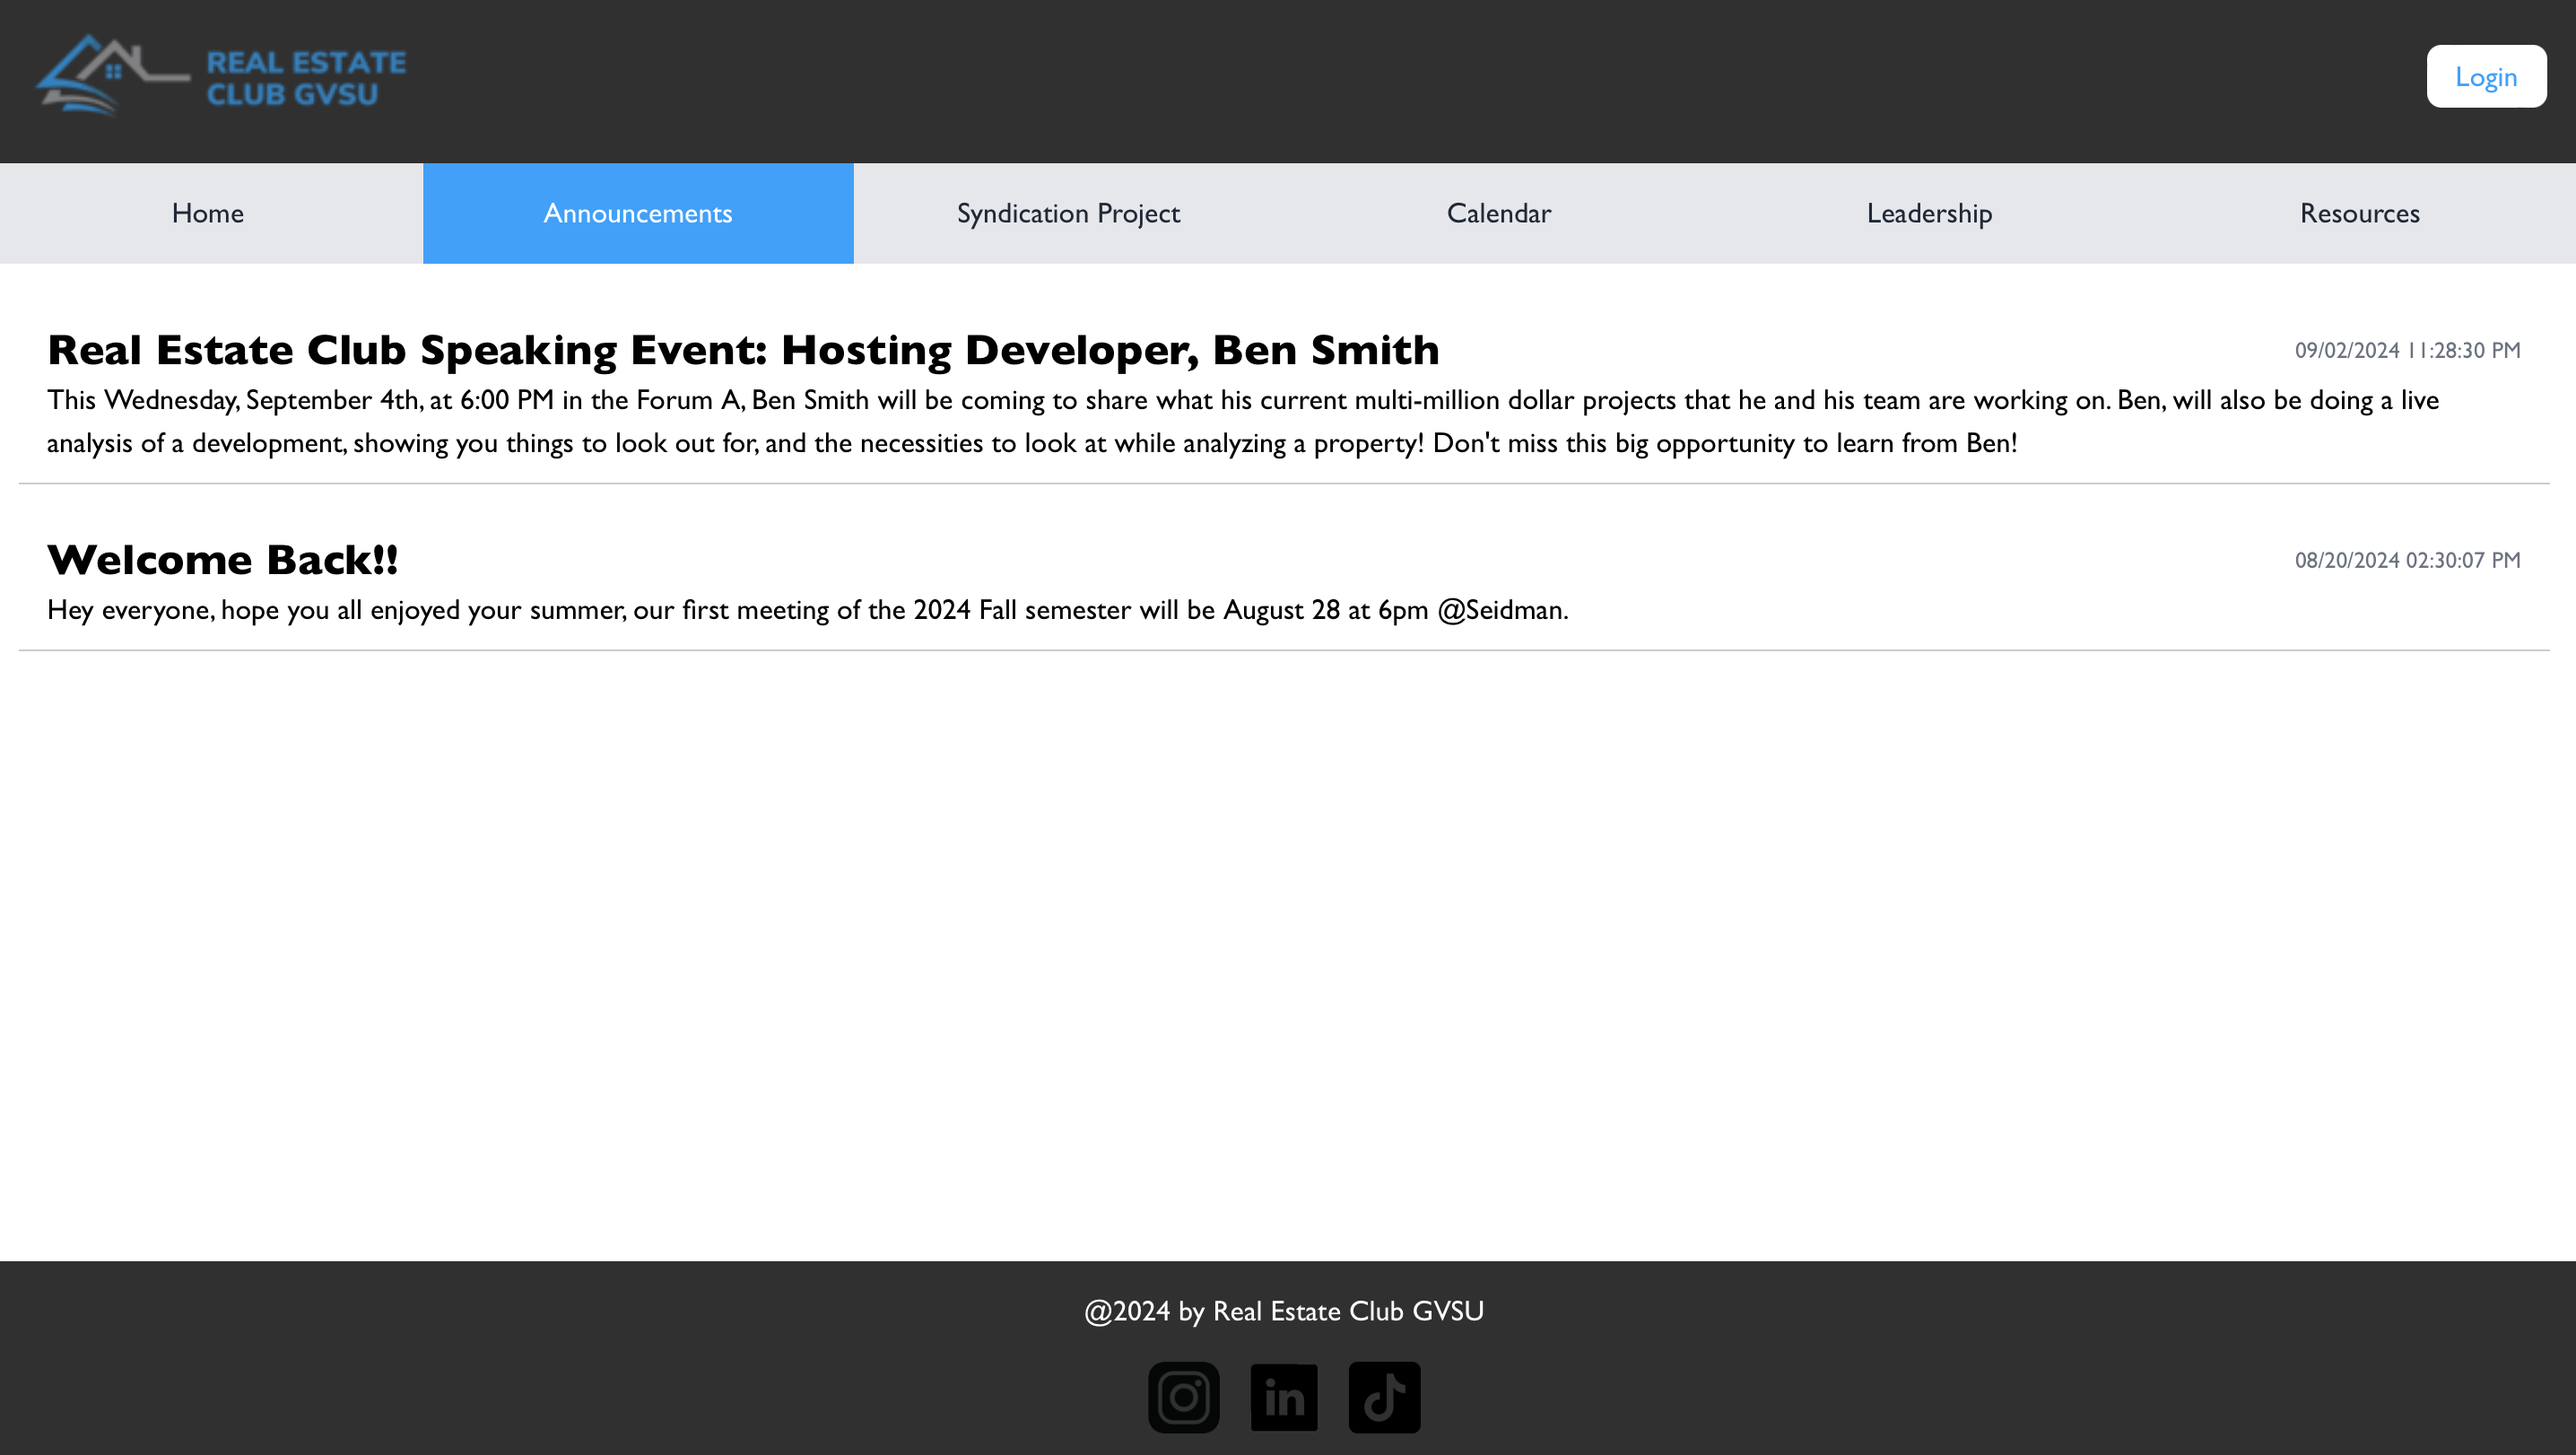 REAL ESTATE
CLUB GVSU
Login
Home
Announcements
Syndication Project
Calendar
Leadership
Resources
Real Estate Club Speaking Event: Hosting Developer, Ben Smith
09/02/2024 11:28:30 PM
This Wednesday, September 4th, at 6:00 PM in the Forum A, Ben Smith will be coming to share what his current multi-million dollar projects that he and his team are working on. Ben, will also be doing a live
analysis of a development, showing you things to look out for, and the necessities to look at while analyzing a property! Don't miss this big opportunity to learn from Ben!
Welcome Back!!
08/20/2024 02:30:07 PM
Hey everyone, hope you all enjoyed your summer, our first meeting of the 2024 Fall semester will be August 28 at 6pm @Seidman.
@2024 by Real Estate Club GVSU
in